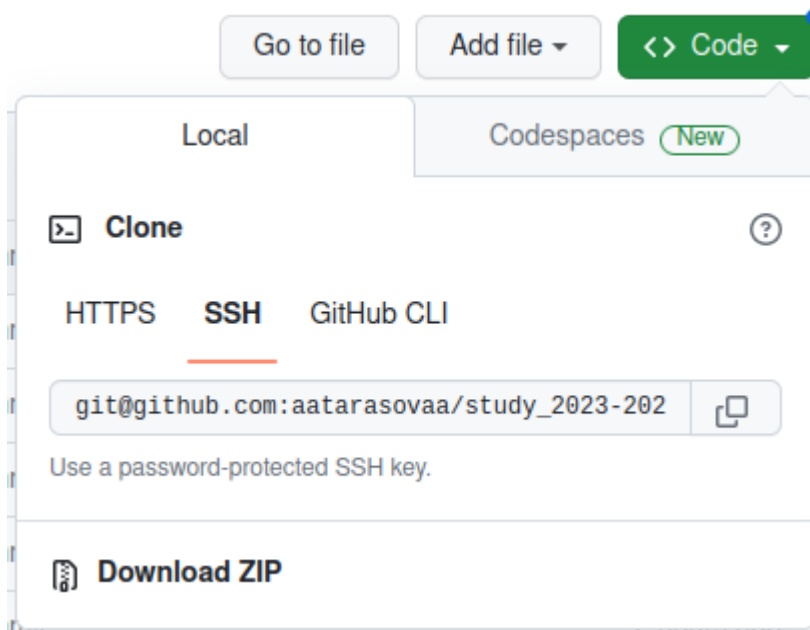 Go to file Add file <> Code
Local Codespaces New
Clone
HTTPS SSH GitHub CLI
git@github.com:aatarasovaa/study_2023-202
Use a password-protected SSH key.
Download ZIP